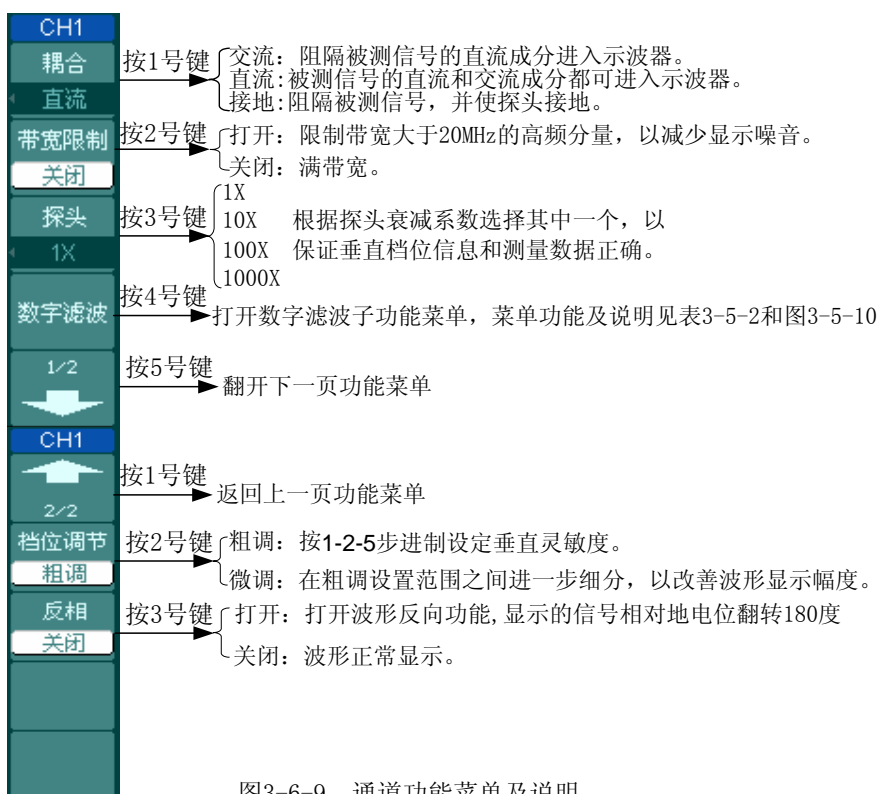 CH1
耦合
直流
按1号键
交流：阻隔被测信号的直流成分进入示波器。
直流:被测信号的直流和交流成分都可进入示波器。
接地:阻隔被测信号，并使探头接地。
带宽限制
关闭
按2号键
打开：限制带宽大于20MHz的高频分量，以减少显示噪音。
关闭：满带宽。
探头
1X
按3号键
1X
10X 根据探头衰减系数选择其中一个，以
100X 保证垂直档位信息和测量数据正确。
1000X
数字滤波
按4号键
打开数字滤波子功能菜单，菜单功能及说明见表3-5-2和图3-5-10
1/2
按5号键
翻开下一页功能菜单
CH1
2/2
按1号键
返回上一页功能菜单
档位调节
粗调
按2号键
粗调：按1-2-5步进制设定垂直灵敏度。
微调：在粗调设置范围之间进一步细分，以改善波形显示幅度。
反相
关闭
按3号键
打开：打开波形反向功能,显示的信号相对地电位翻转180度
关闭：波形正常显示。
图3-6-9 通道功能菜单及说明